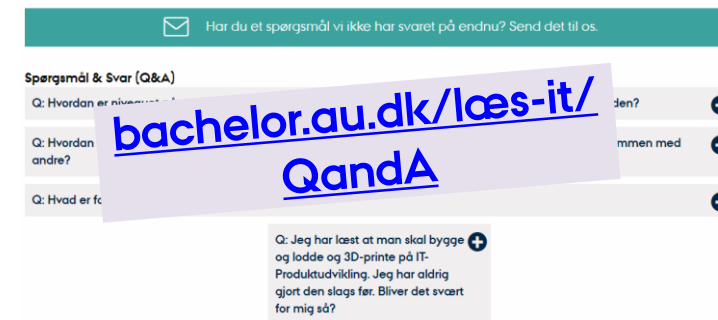 Har du et spørgsmål vi ikke har svaret på endnu? Send det til os.
Spørgsmål & Svar (Q&A)
Q: Hvordan er den?
bachelor.au.dk/læs-it/
QandA
Q: Hvordan mmen med
andre?
Q: Hvad er
Q: Jeg har læst at man skal bygge
og lodde og 3D-printe på IT-
Produktudvikling. Jeg har aldrig
gjort den slags før. Bliver det svært
for mig så?